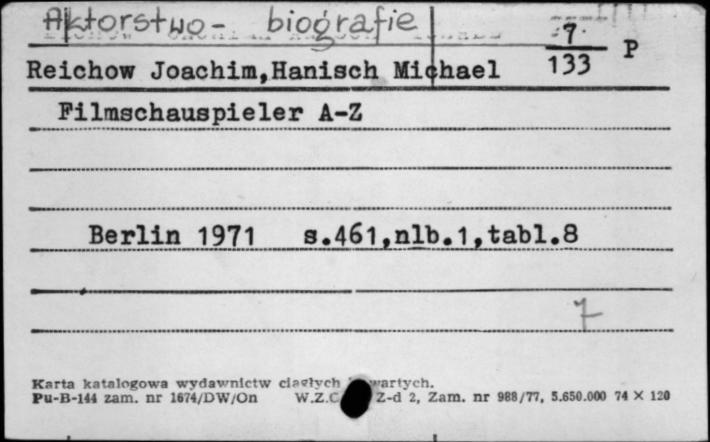 Aktorstwo - biografie
7
133 P
Reichow Joachim,Hanisch Michael
Filmschauspieler A-Z
Berlin 1971 s.461,nlb.1,tabl.8
7
Karta katalogowa wydawnictw ciągłych wartych.
Pu-B-144 zam. nr 1674/DW/On W.Z.C Z-d 2, Zam. nr 988/77, 5.650.000 74 X 120